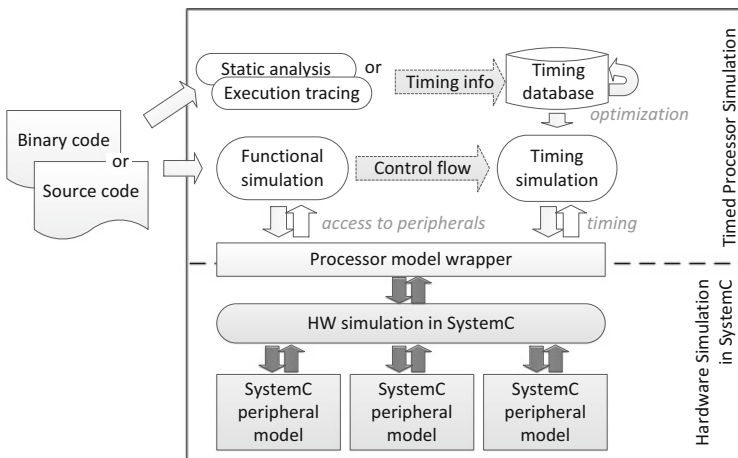 Static analysis
or
Execution tracing
Timing info
Timing
database
optimization
Binary code
or
Source code
Functional
simulation
Control flow
Timing
simulation
access to peripherals
timing
Processor model wrapper
HW simulation in SystemC
SystemC
peripheral
model
SystemC
peripheral
model
SystemC
peripheral
model
Timed Processor Simulation
Hardware Simulation
in SystemC